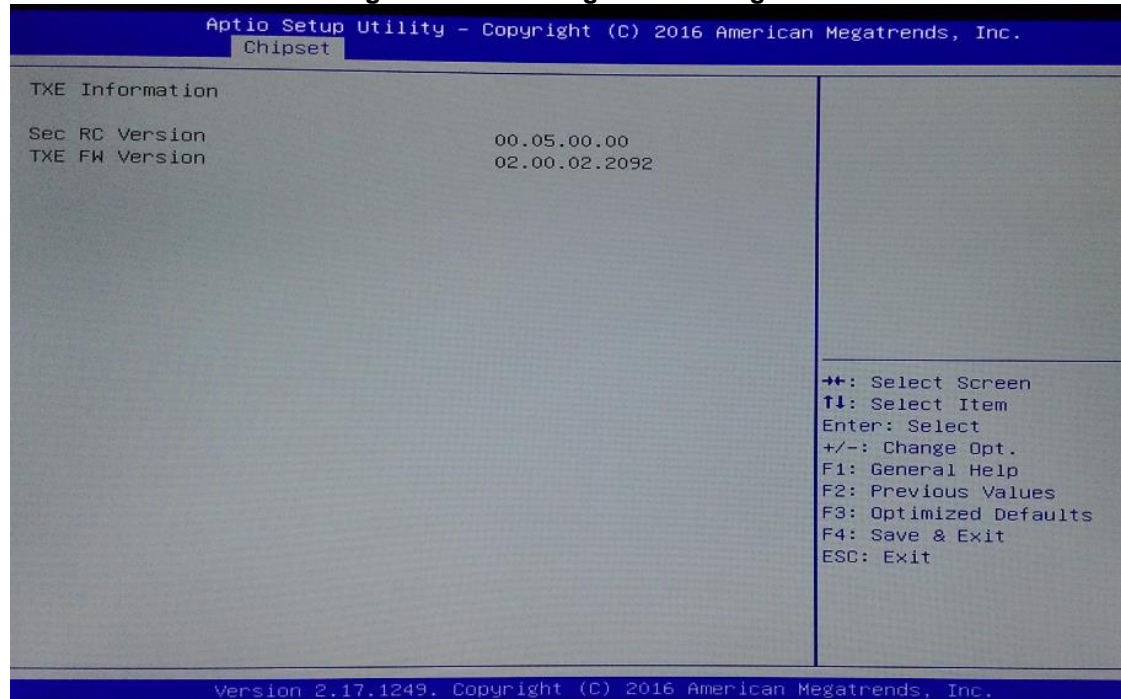 Aptio Setup Utility – Copyright (C) 2016 American Megatrends, Inc.
Chipset
TXE Information
Sec RC Version 00.05.00.00
TXE FW Version 02.00.02.2092
→←: Select Screen
↑↓: Select Item
Enter: Select
+/-: Change Opt.
F1: General Help
F2: Previous Values
F3: Optimized Defaults
F4: Save & Exit
ESC: Exit
Version 2.17.1249. Copyright (C) 2016 American Megatrends, Inc.